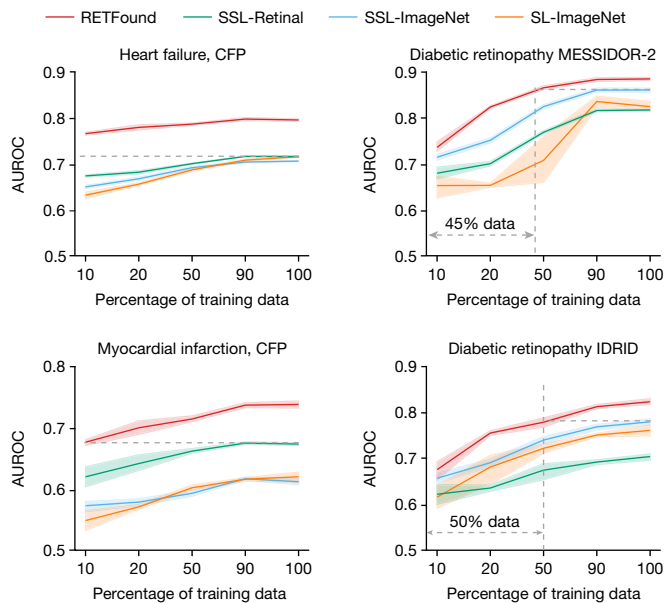 RETFound SSL-Retinal SSL-ImageNet SL-ImageNet
Heart failure, CFP
0.9
0.8
0.7
0.6
0.5
AUROC
10 20 50 90 100
Percentage of training data
Diabetic retinopathy MESSIDOR-2
0.9
0.8
0.7
0.6
0.5
AUROC
45% data
10 20 50 90 100
Percentage of training data
Myocardial infarction, CFP
0.8
0.7
0.6
0.5
AUROC
10 20 50 90 100
Percentage of training data
Diabetic retinopathy IDRID
0.9
0.8
0.7
0.6
0.5
AUROC
50% data
10 20 50 90 100
Percentage of training data